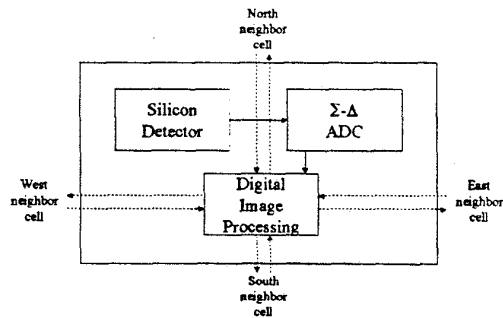 North
neighbor
cell
Silicon
Detector
Σ-Δ
ADC
West
neighbor
cell
Digital
Image
Processing
East
neighbor
cell
South
neighbor
cell